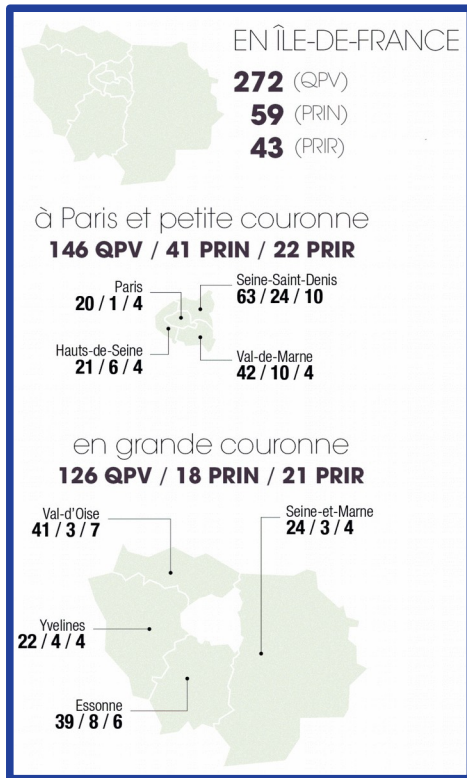 EN ÎLE-DE-FRANCE
272 (QPV)
59 (PRIN)
43 (PRIR)
à Paris et petite couronne
146 QPV / 41 PRIN / 22 PRIR
Paris
20 / 1 / 4
Seine-Saint-Denis
63 / 24 / 10
Hauts-de-Seine
21 / 6 / 4
Val-de-Marne
42 / 10 / 4
en grande couronne
126 QPV / 18 PRIN / 21 PRIR
Val-d'Oise
41 / 3 / 7
Seine-et-Marne
24 / 3 / 4
Yvelines
22 / 4 / 4
Essonne
39 / 8 / 6